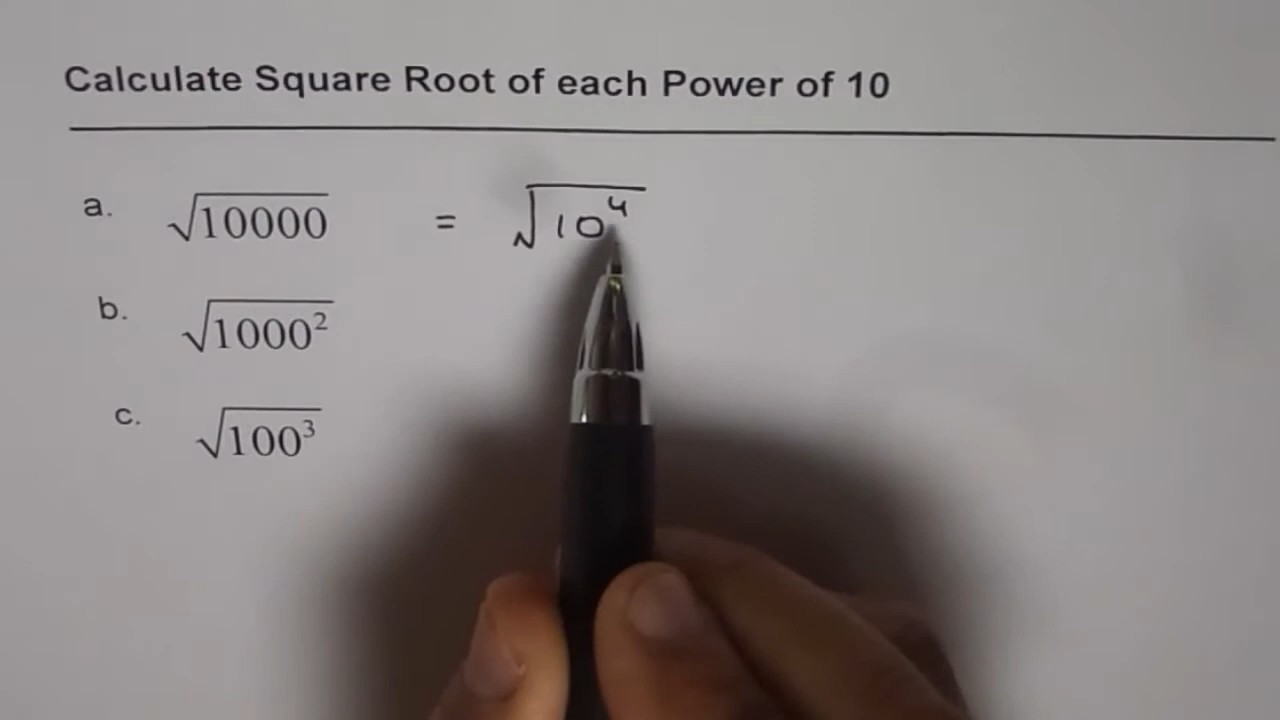 Calculate Square Root of each Power of 10
a. √10000 = √10⁴
b. √1000²
c. √100³